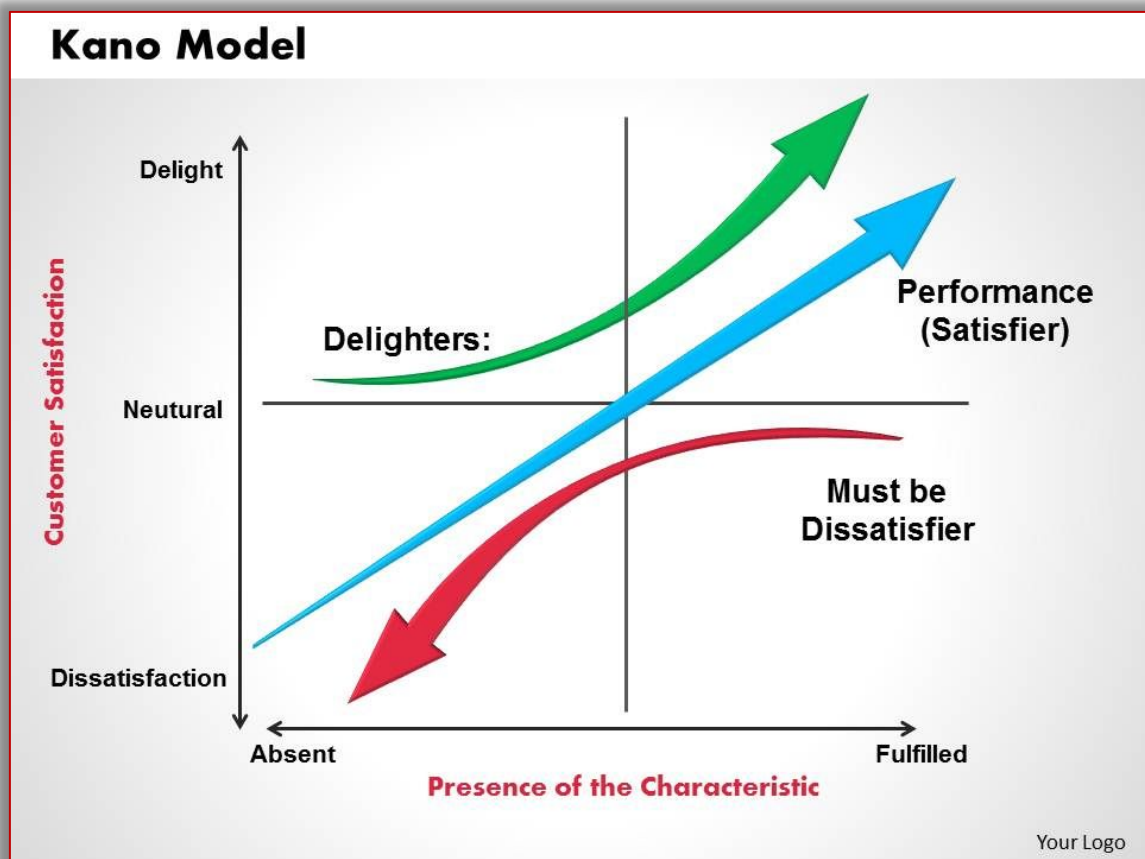 Kano Model
Delight
Customer Satisfaction
Delighters:
Performance
(Satisfier)
Neutural
Must be
Dissatisfier
Dissatisfaction
Absent
Fulfilled
Presence of the Characteristic
Your Logo